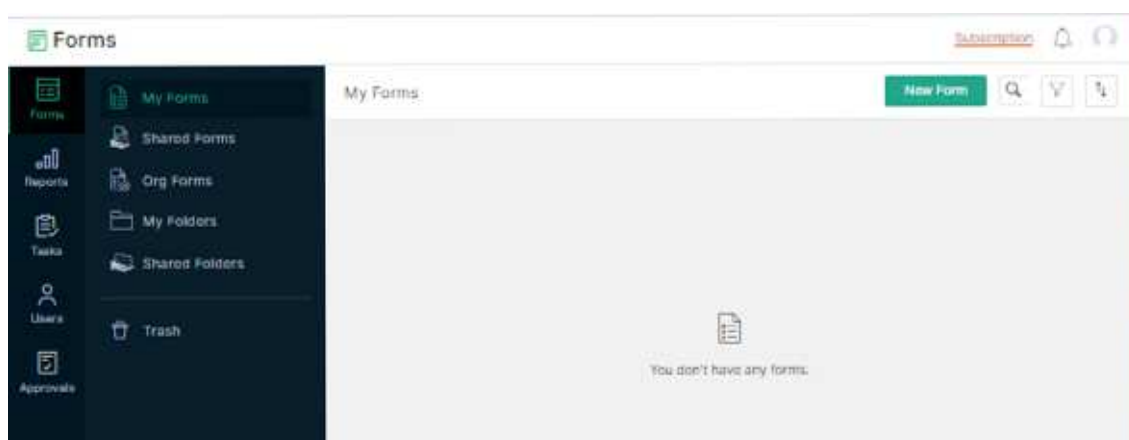 Forms
Subscription
Forms
Reports
Tasks
Users
Approvals
My Forms
Shared Forms
Org Forms
My Folders
Shared Folders
Trash
My Forms
New Form
You don't have any forms.